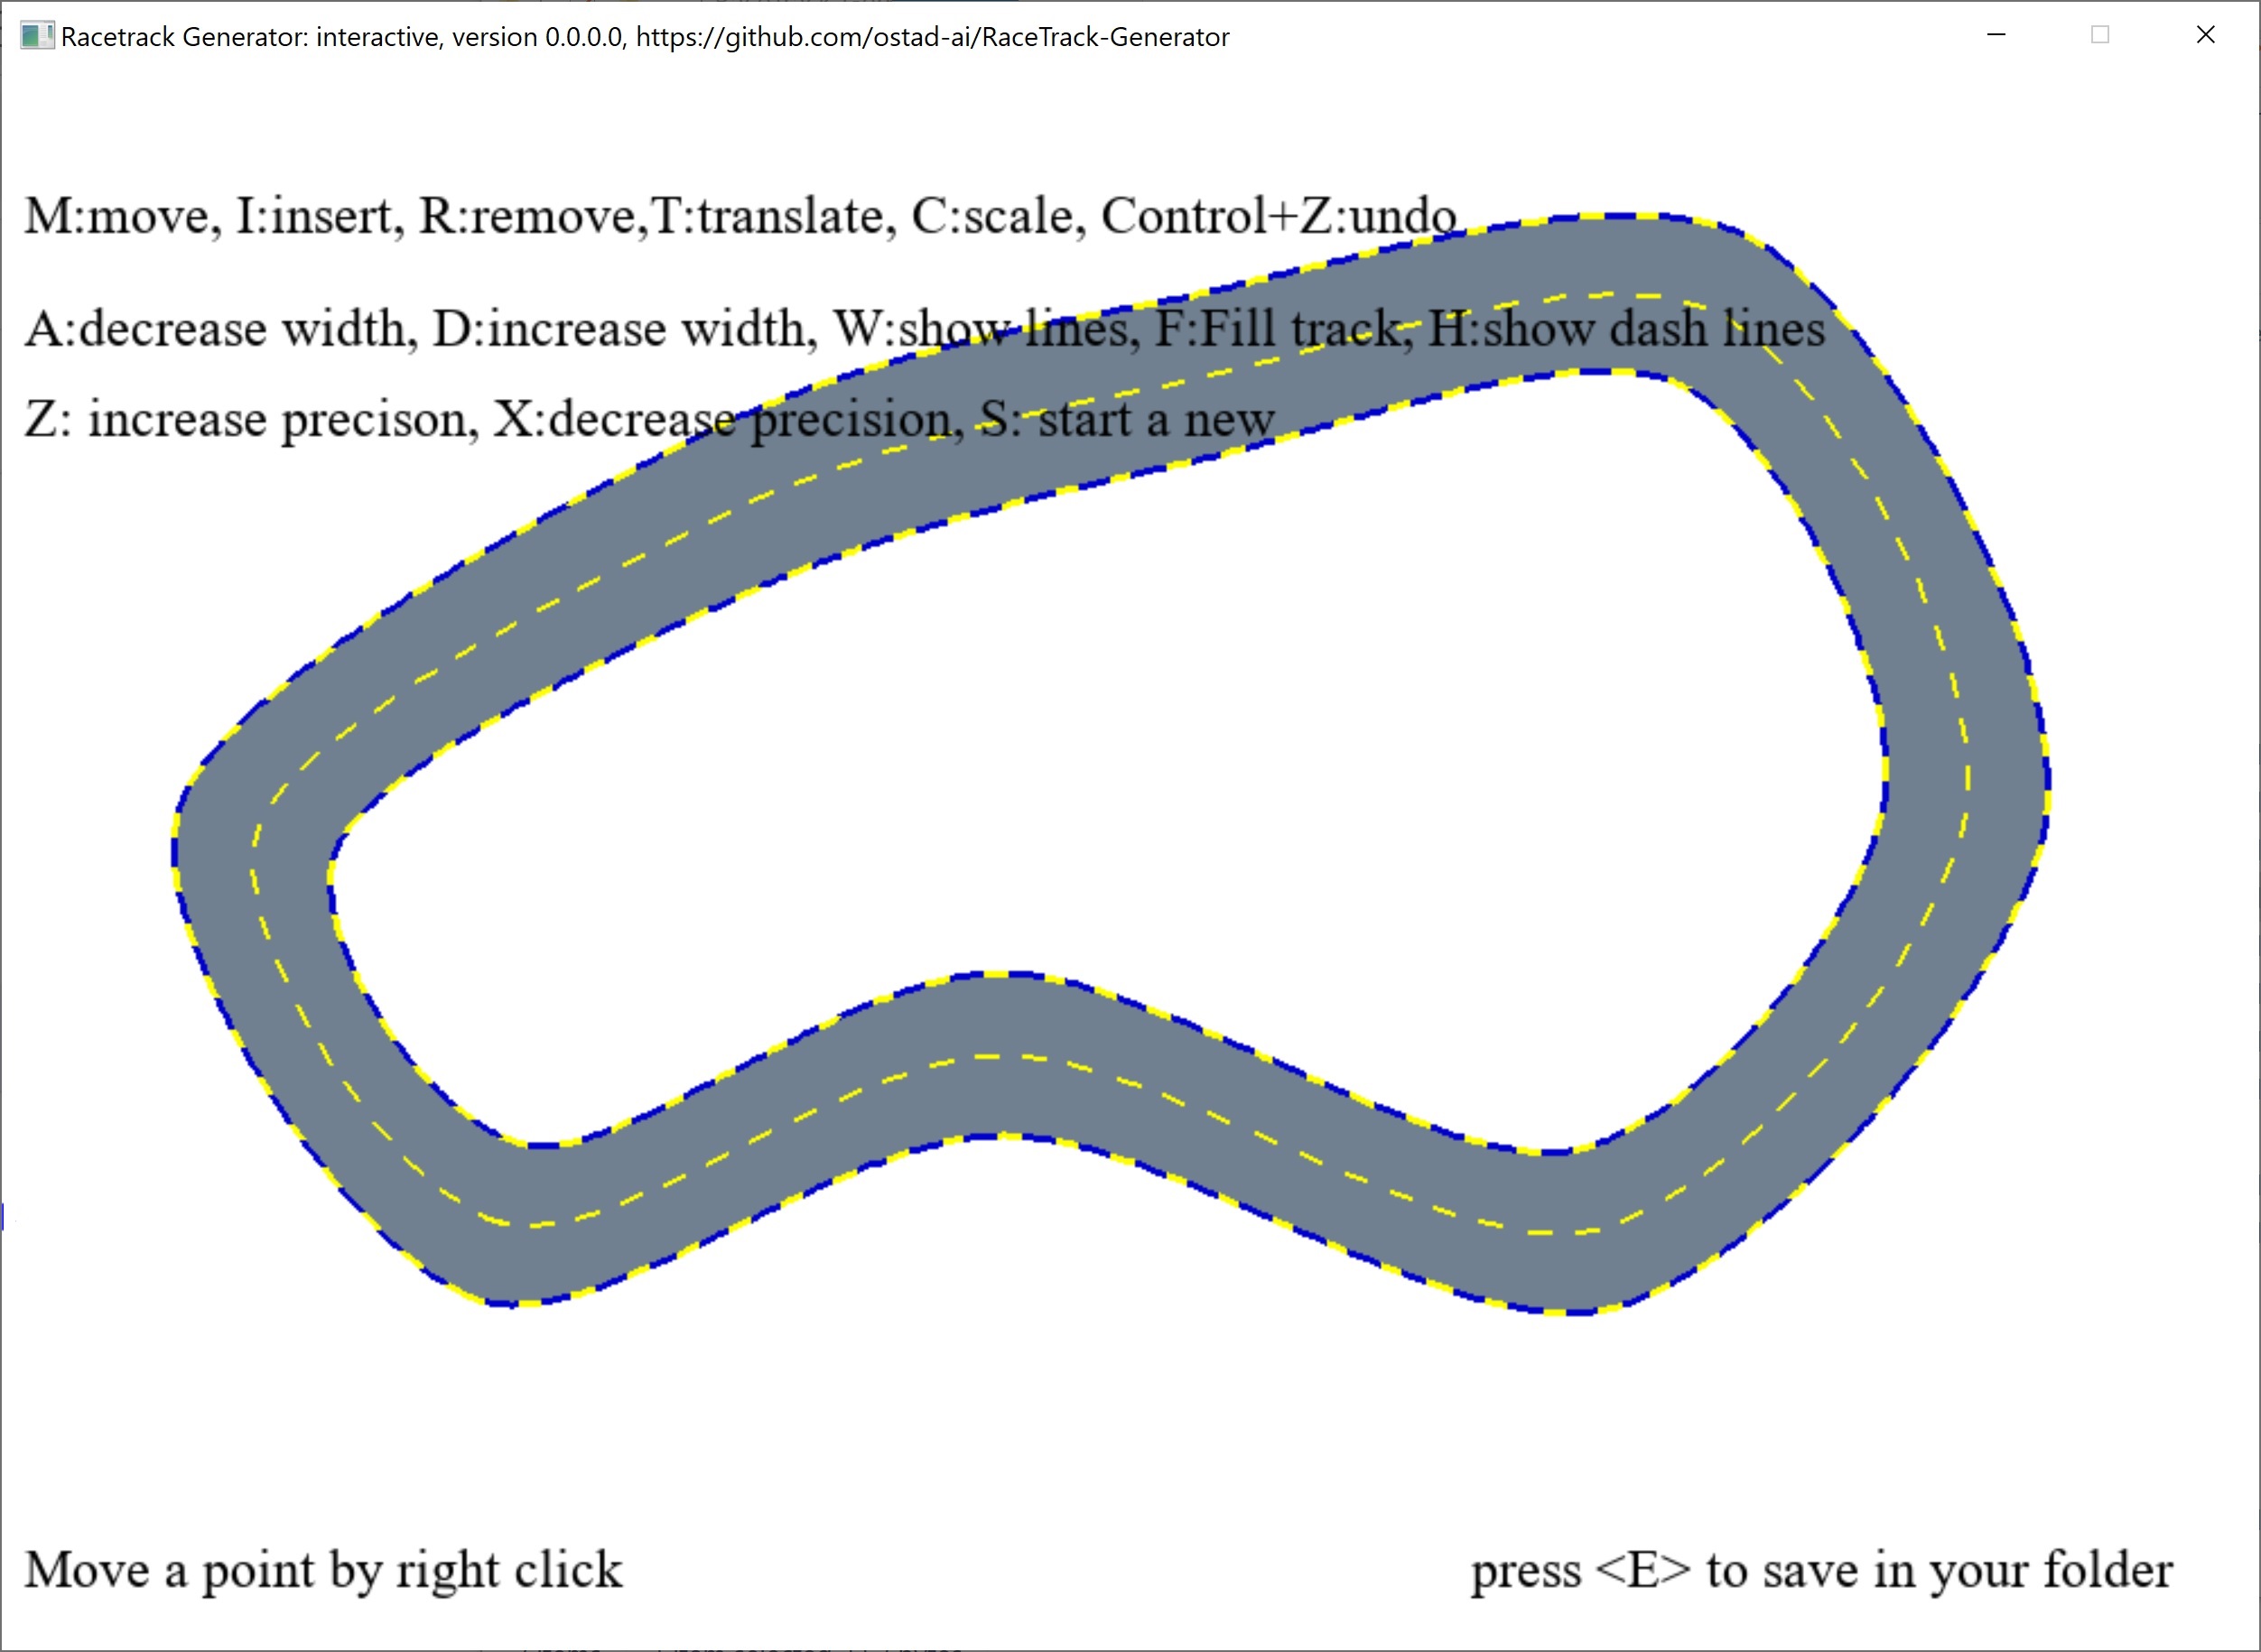 Racetrack Generator: interactive, version 0.0.0.0, https://github.com/ostad-ai/RaceTrack-Generator
M:move, I:insert, R:remove,T:translate, C:scale, Control+Z:undo
A:decrease width, D:increase width, W:show lines, F:Fill track, H:show dash lines
Z: increase precison, X:decrease precision, S: start a new
Move a point by right click
press <E> to save in your folder